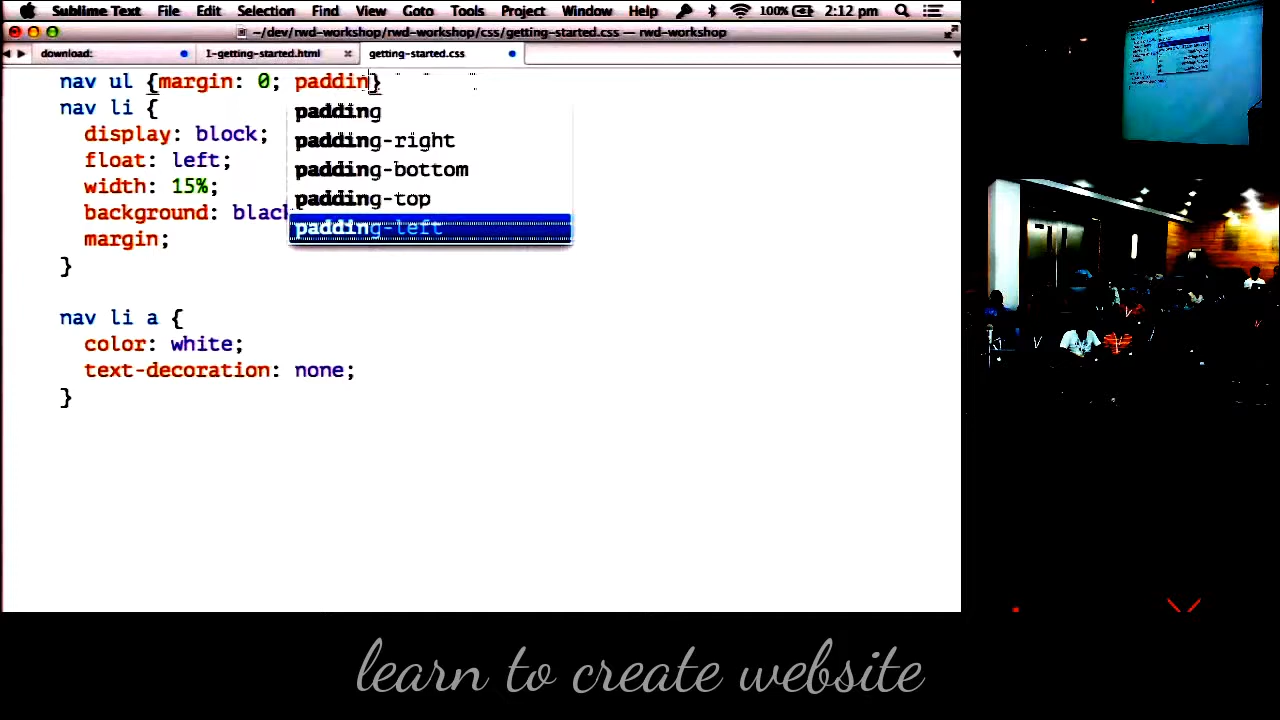 Sublime Text File Edit Selection Find View Goto Tools Project Window Help 100% 2:12 pm
~/dev/rwd-workshop/rwd-workshop/css/getting-started.css — rwd-workshop
download: 1-getting-started.html getting-started.css
nav ul {margin: 0; paddin}
nav li {
padding
display: block;
padding-right
float: left;
padding-bottom
width: 15%;
padding-top
background: black
padding-left
margin;
}
nav li a {
color: white;
text-decoration: none;
}
learn to create website